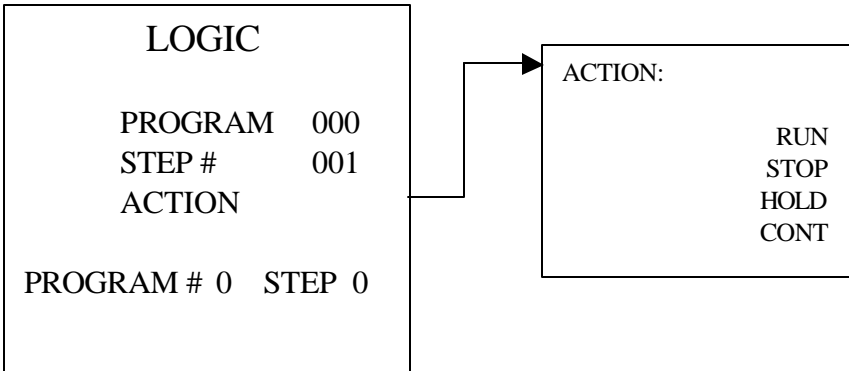 LOGIC
PROGRAM 000
STEP # 001
ACTION
PROGRAM # 0 STEP 0
ACTION:
RUN
STOP
HOLD
CONT